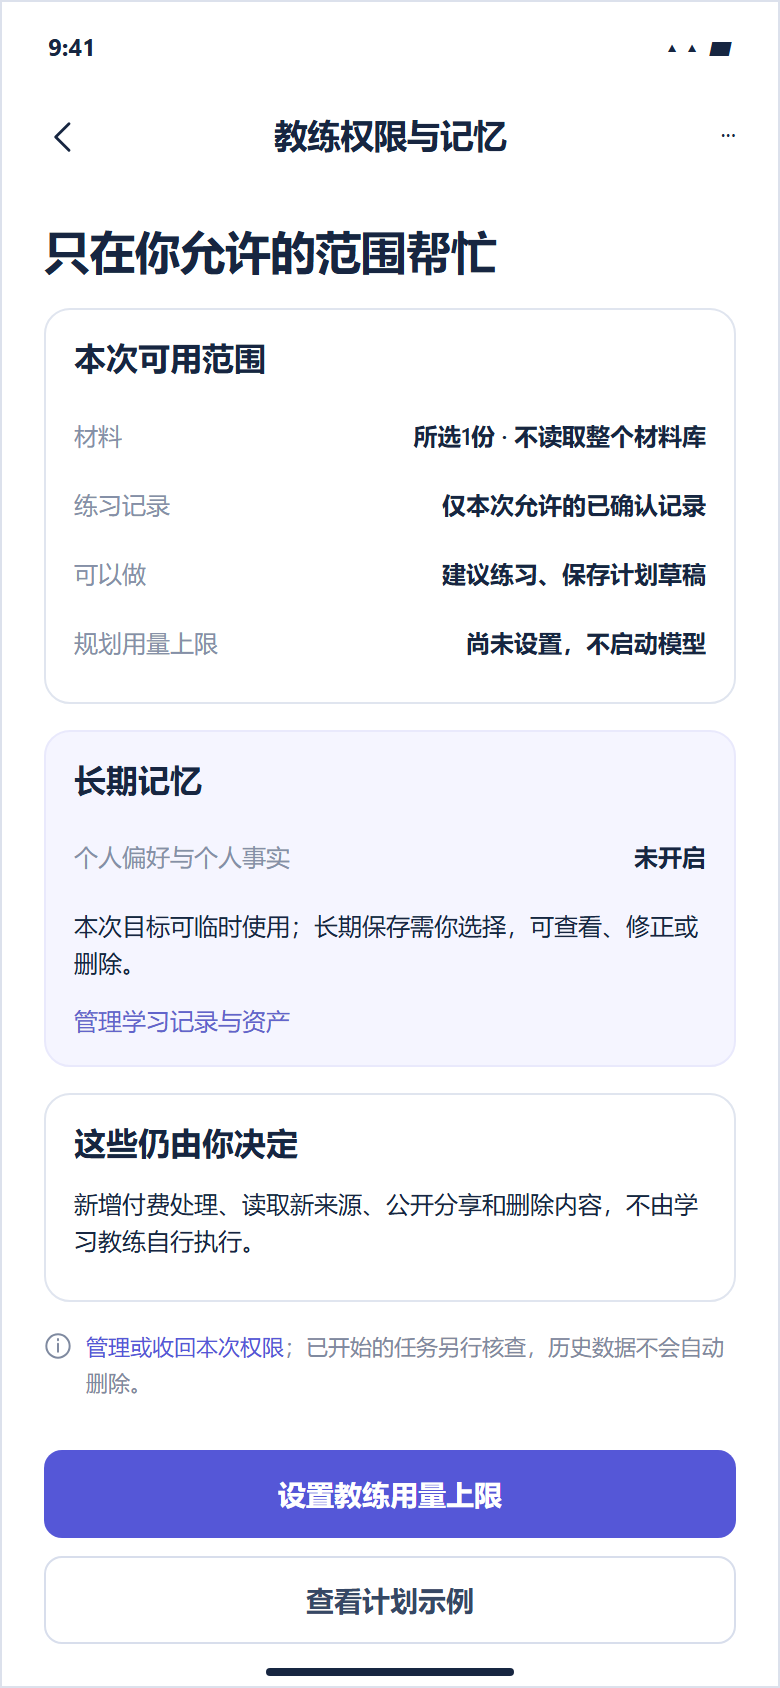 9:41
教练权限与记忆
...
只在你允许的范围帮忙
本次可用范围
材料 所选1份 · 不读取整个材料库
练习记录 仅本次允许的已确认记录
可以做 建议练习、保存计划草稿
规划用量上限 尚未设置，不启动模型
长期记忆
个人偏好与个人事实 未开启
本次目标可临时使用；长期保存需你选择，可查看、修正或
删除。
管理学习记录与资产
这些仍由你决定
新增付费处理、读取新来源、公开分享和删除内容，不由学
习教练自行执行。
管理或收回本次权限；已开始的任务另行核查，历史数据不会自动
删除。
设置教练用量上限
查看计划示例